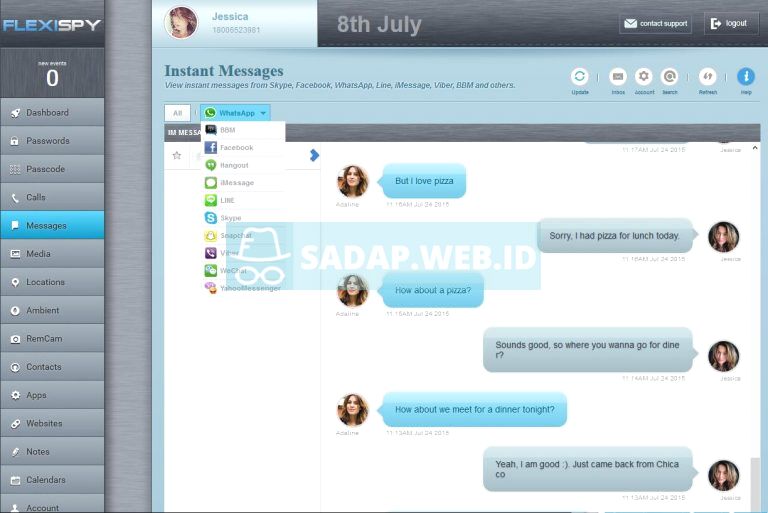 FLEXISPY
Jessica
18006523981
8th July
contact support
logout
new events
0
Instant Messages
View instant messages from Skype, Facebook, WhatsApp, Line, iMessage, Viber, BBM and others.
Update
Inbox
Account
Search
Refresh
Help
Dashboard
Passwords
Passcode
Calls
Messages
Media
Locations
Ambient
RemCam
Contacts
Apps
Websites
Notes
Calendars
Account
All
WhatsApp
IM MESSA
BBM
Facebook
Hangout
iMessage
LINE
Skype
Snapchat
Viber
WeChat
YahooMessenger
SADAP.WEB.ID
11:17AM Jul 24 2015
Jessica
But I love pizza
Adaline
11:16AM Jul 24 2015
Sorry, I had pizza for lunch today.
11:16AM Jul 24 2015
Jessica
How about a pizza?
Adaline
11:15AM Jul 24 2015
Sounds good, so where you wanna go for dine
r?
11:14AM Jul 24 2015
Jessica
How about we meet for a dinner tonight?
Adaline
11:13AM Jul 24 2015
Yeah, i am good :). Just came back from Chica
co
11:13AM Jul 24 2015
Jessica